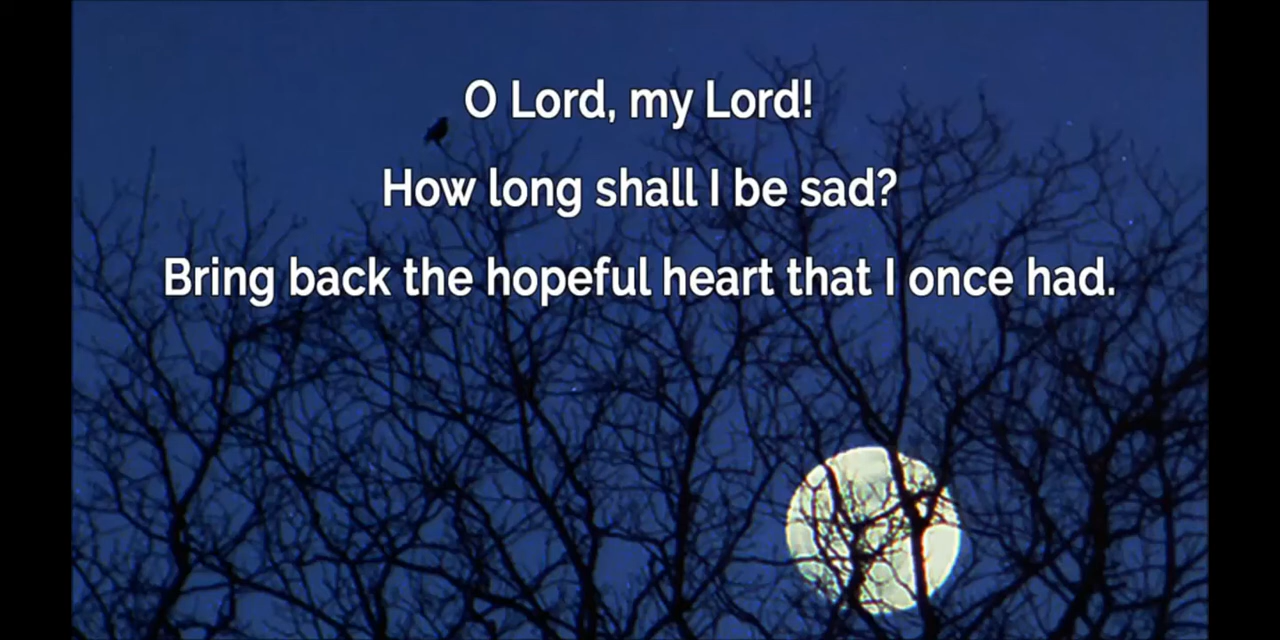 O Lord, my Lord!
How long shall I be sad?
Bring back the hopeful heart that I once had.